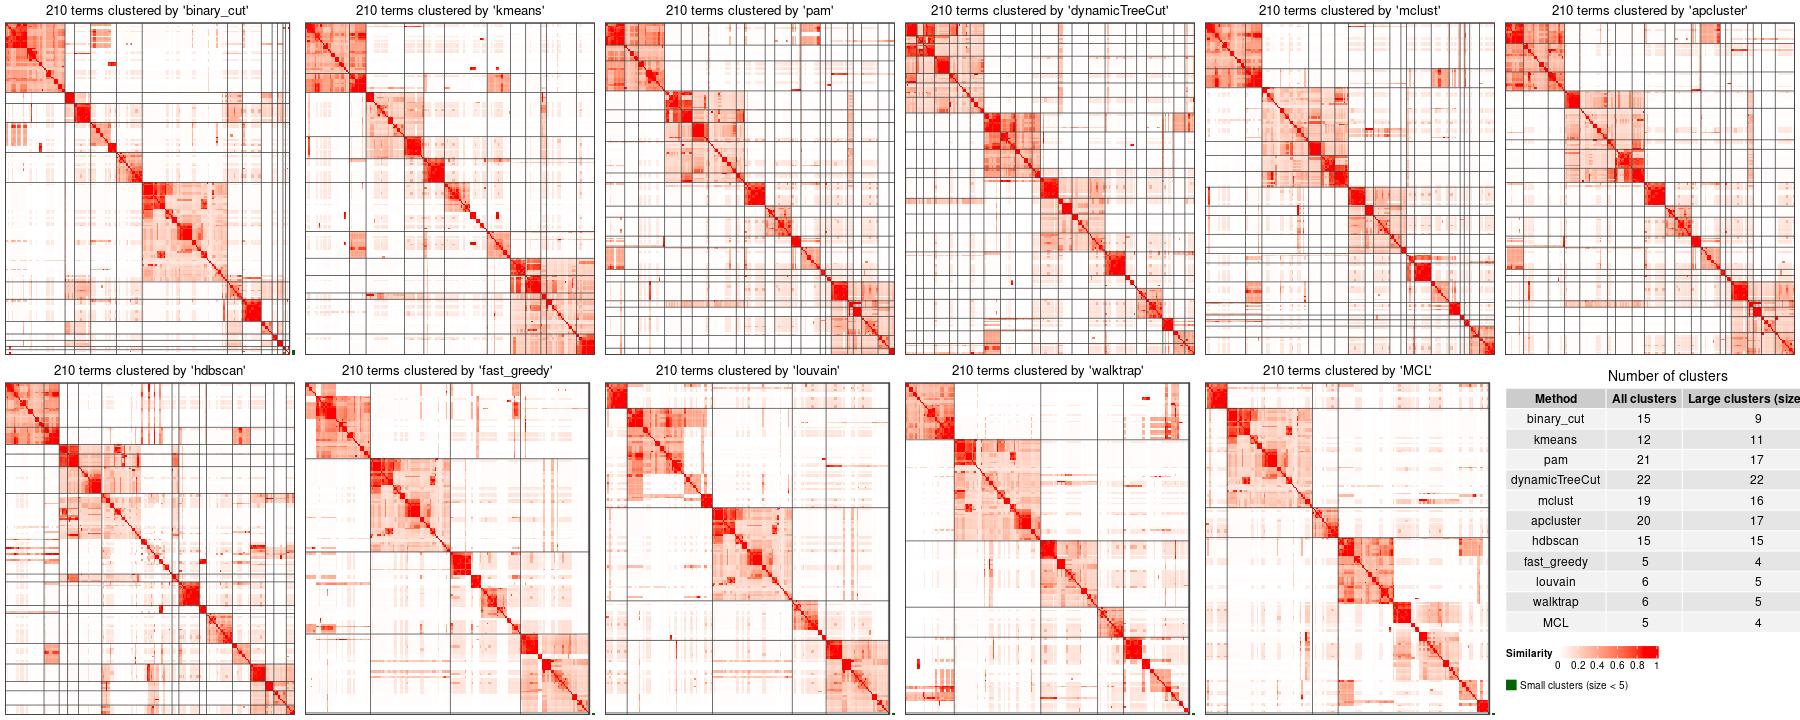 210 terms clustered by 'binary_cut'
210 terms clustered by 'kmeans'
210 terms clustered by 'pam'
210 terms clustered by 'dynamicTreeCut'
210 terms clustered by 'mclust'
210 terms clustered by 'apcluster'
210 terms clustered by 'hdbscan'
210 terms clustered by 'fast_greedy'
210 terms clustered by 'louvain'
210 terms clustered by 'walktrap'
210 terms clustered by 'MCL'
Number of clusters
Method All clusters Large clusters (size
binary_cut 15 9
kmeans 12 11
pam 21 17
dynamicTreeCut 22 22
mclust 19 16
apcluster 20 17
hdbscan 15 15
fast_greedy 5 4
louvain 6 5
walktrap 6 5
MCL 5 4
Similarity
0 0.2 0.4 0.6 0.8 1
Small clusters (size < 5)